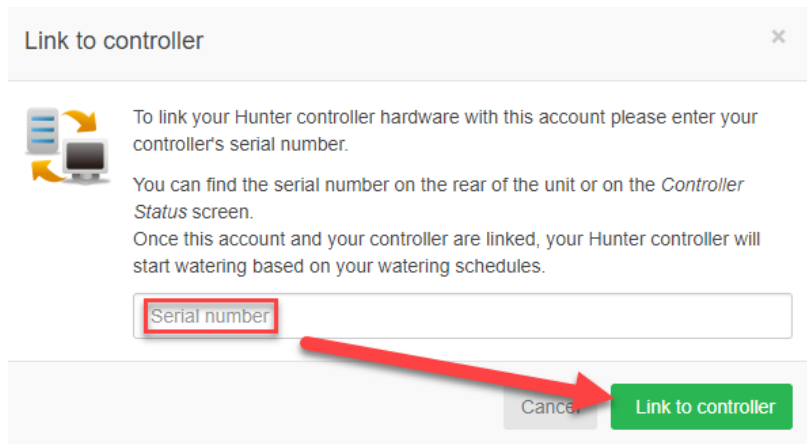 Link to controller ×
To link your Hunter controller hardware with this account please enter your
controller's serial number.
You can find the serial number on the rear of the unit or on the Controller
Status screen.
Once this account and your controller are linked, your Hunter controller will
start watering based on your watering schedules.
Serial number
Cancel Link to controller